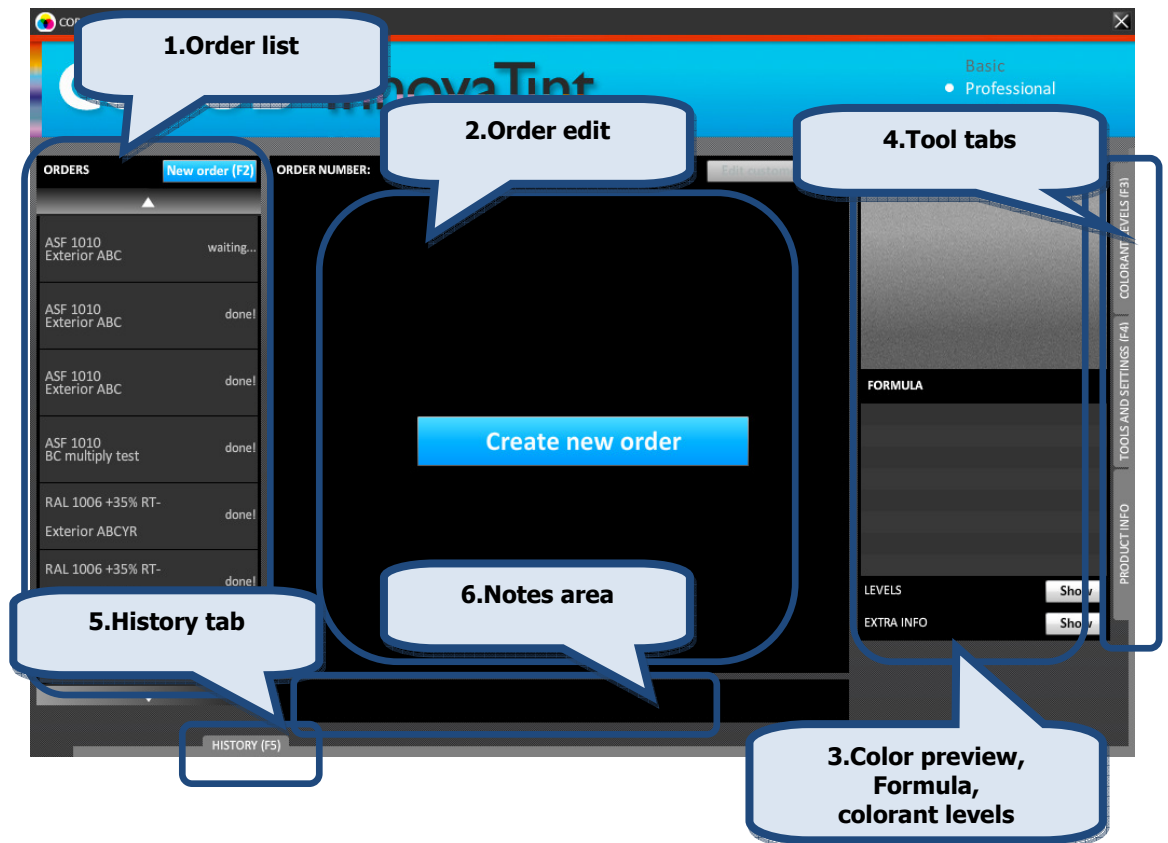 1.Order list
InnovaTint
Basic
Professional
2.Order edit
4.Tool tabs
ORDERS
New order (F2)
ORDER NUMBER:
COLORANT LEVELS (F3)
ASF 1010
Exterior ABC
waiting...
ASF 1010
Exterior ABC
done!
ASF 1010
Exterior ABC
done!
TOOLS AND SETTINGS (F4)
FORMULA
Create new order
ASF 1010
BC multiply test
done!
RAL 1006 +35% RT-
Exterior ABCYR
done!
PRODUCT INFO
RAL 1006 +35% RT-
done!
6.Notes area
LEVELS
Show
5.History tab
EXTRA INFO
Show
HISTORY (F5)
3.Color preview,
Formula,
colorant levels